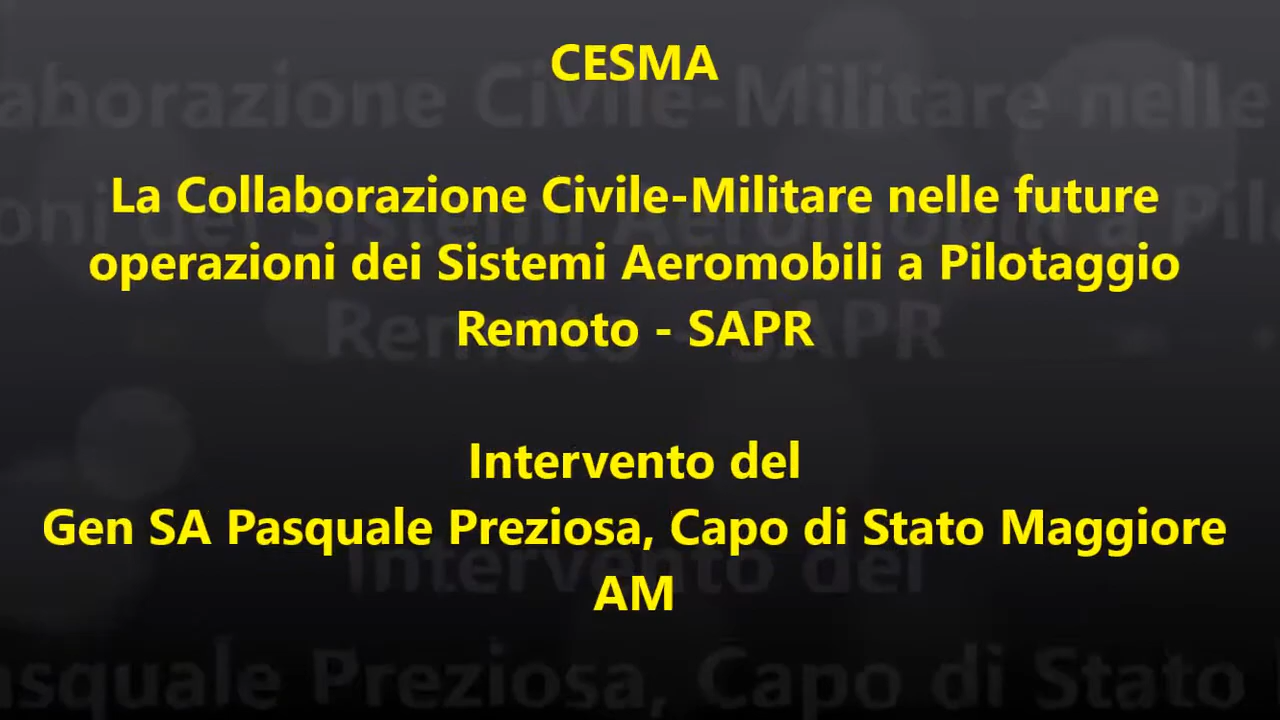 CESMA
La Collaborazione Civile-Militare nelle future
operazioni dei Sistemi Aeromobili a Pilotaggio
Remoto - SAPR
Intervento del
Gen SA Pasquale Preziosa, Capo di Stato Maggiore
AM